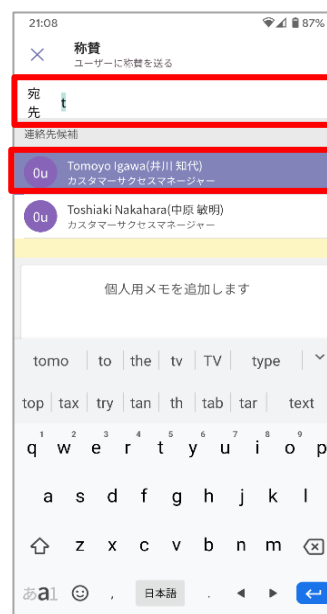 21:08 87%
称賛
ユーザーに称賛を送る
宛先 t
連絡先候補
0u Tomoyo Igawa(井川 知代)
カスタマーサクセスマネージャー
0u Toshiaki Nakahara(中原 敏明)
カスタマーサクセスマネージャー
個人用メモを追加します
tomo to the tv TV type
top tax try tan th tab tar text
1 2 3 4 5 6 7 8 9 0
q w e r t y u i o p
a s d f g h j k l
z x c v b n m
あa1 , 日本語 .